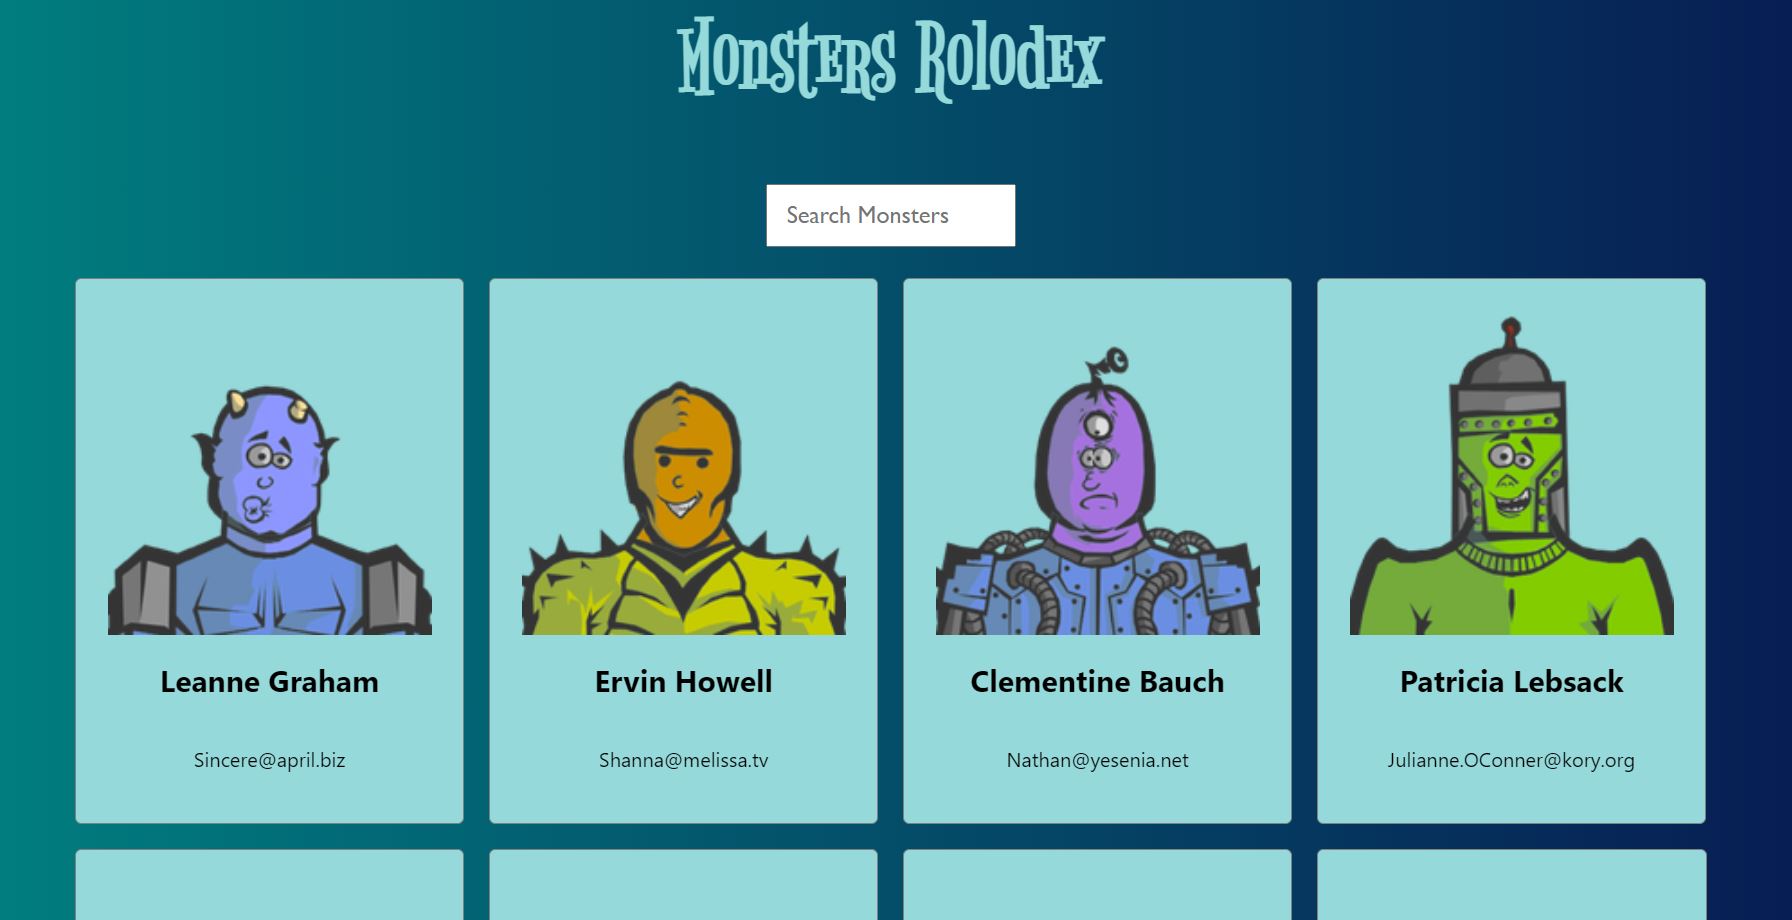 Monsters Rolodex
Search Monsters
Leanne Graham
Sincere@april.biz
Ervin Howell
Shanna@melissa.tv
Clementine Bauch
Nathan@yesenia.net
Patricia Lebsack
Julianne.OConner@kory.org